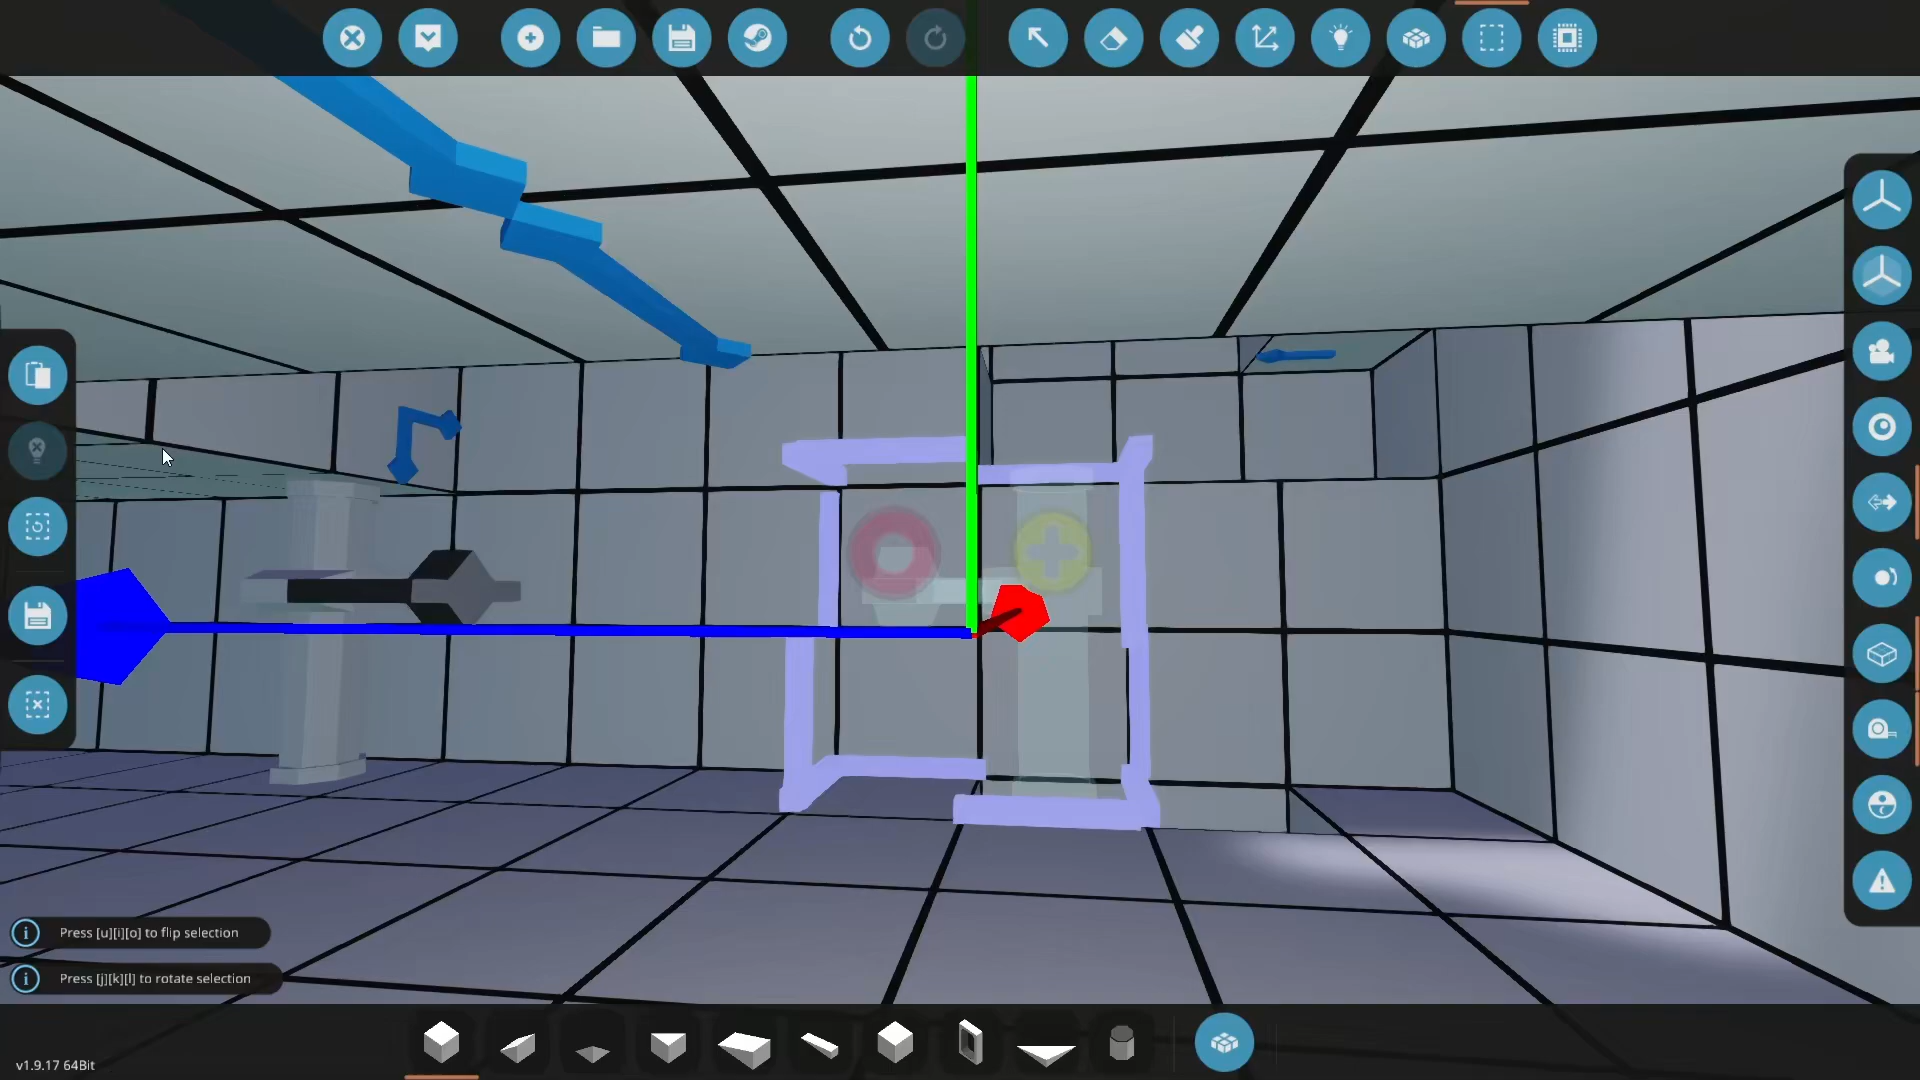 Press [u][i][o] to flip selection
Press [j][k][l] to rotate selection
v1.9.17 64Bit